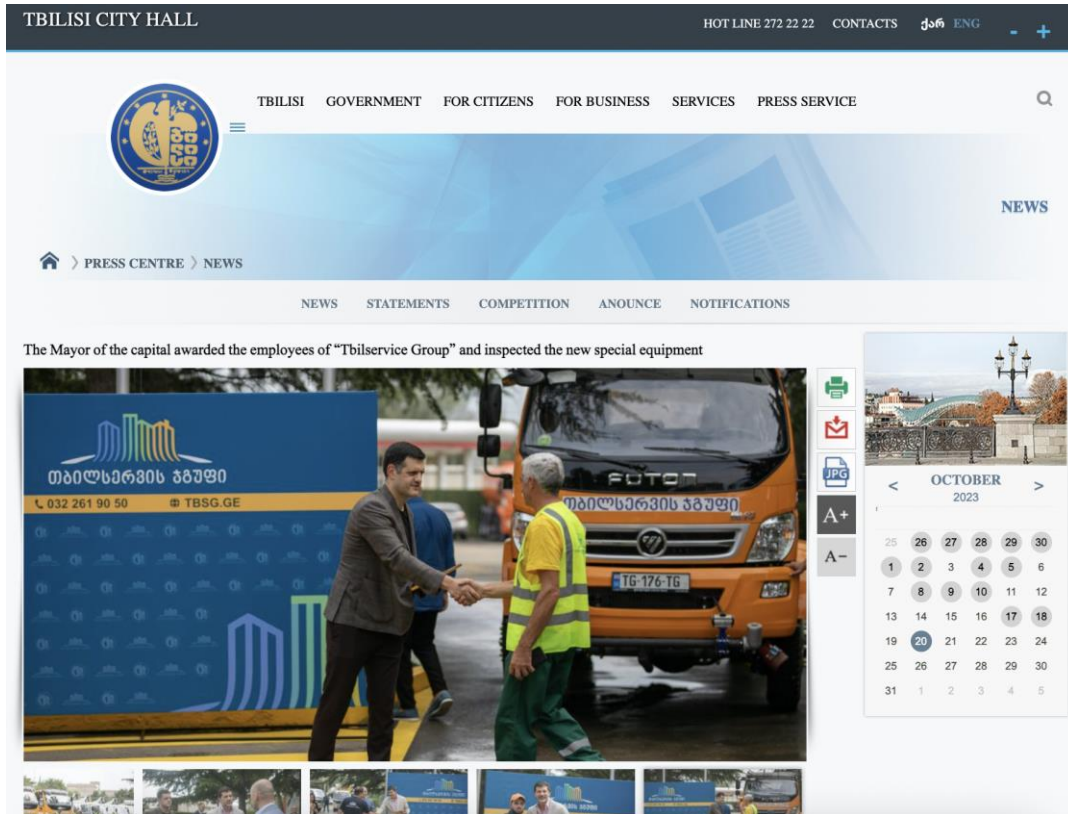 TBILISI CITY HALL
HOT LINE 272 22 22 CONTACTS ქარ ENG - +
TBILISI GOVERNMENT FOR CITIZENS FOR BUSINESS SERVICES PRESS SERVICE
NEWS
PRESS CENTRE 〉 NEWS
NEWS STATEMENTS COMPETITION ANOUNCE NOTIFICATIONS
The Mayor of the capital awarded the employees of “Tbilservice Group” and inspected the new special equipment
თბილსერვის ჯგუფი
032 261 90 50 TBSG.GE
FOTON
თბილსერვის ჯგუფი
TG-176-TG
JPG
A+
A-
< OCTOBER >
2023
25 26 27 28 29 30
1 2 3 4 5 6
7 8 9 10 11 12
13 14 15 16 17 18
19 20 21 22 23 24
25 26 27 28 29 30
31 1 2 3 4 5